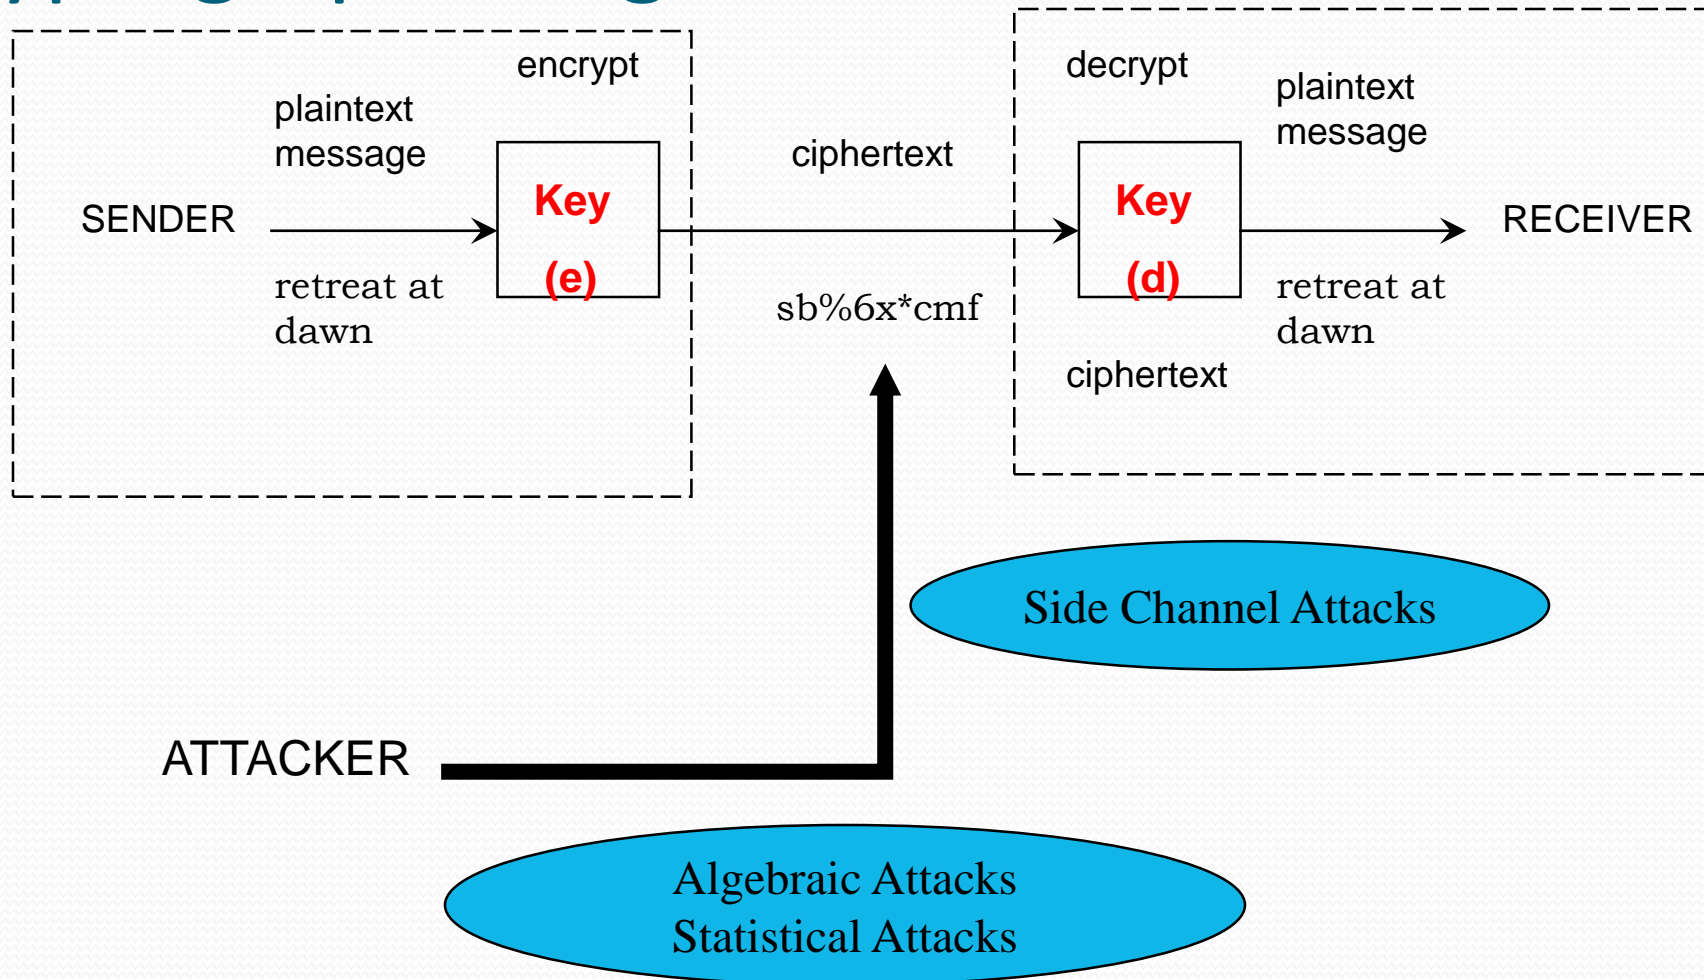 encrypt
decrypt
plaintext
message
plaintext
message
ciphertext
Key
(e)
Key
(d)
SENDER
RECEIVER
retreat at
dawn
sb%6x*cmf
retreat at
dawn
ciphertext
Side Channel Attacks
ATTACKER
Algebraic Attacks
Statistical Attacks